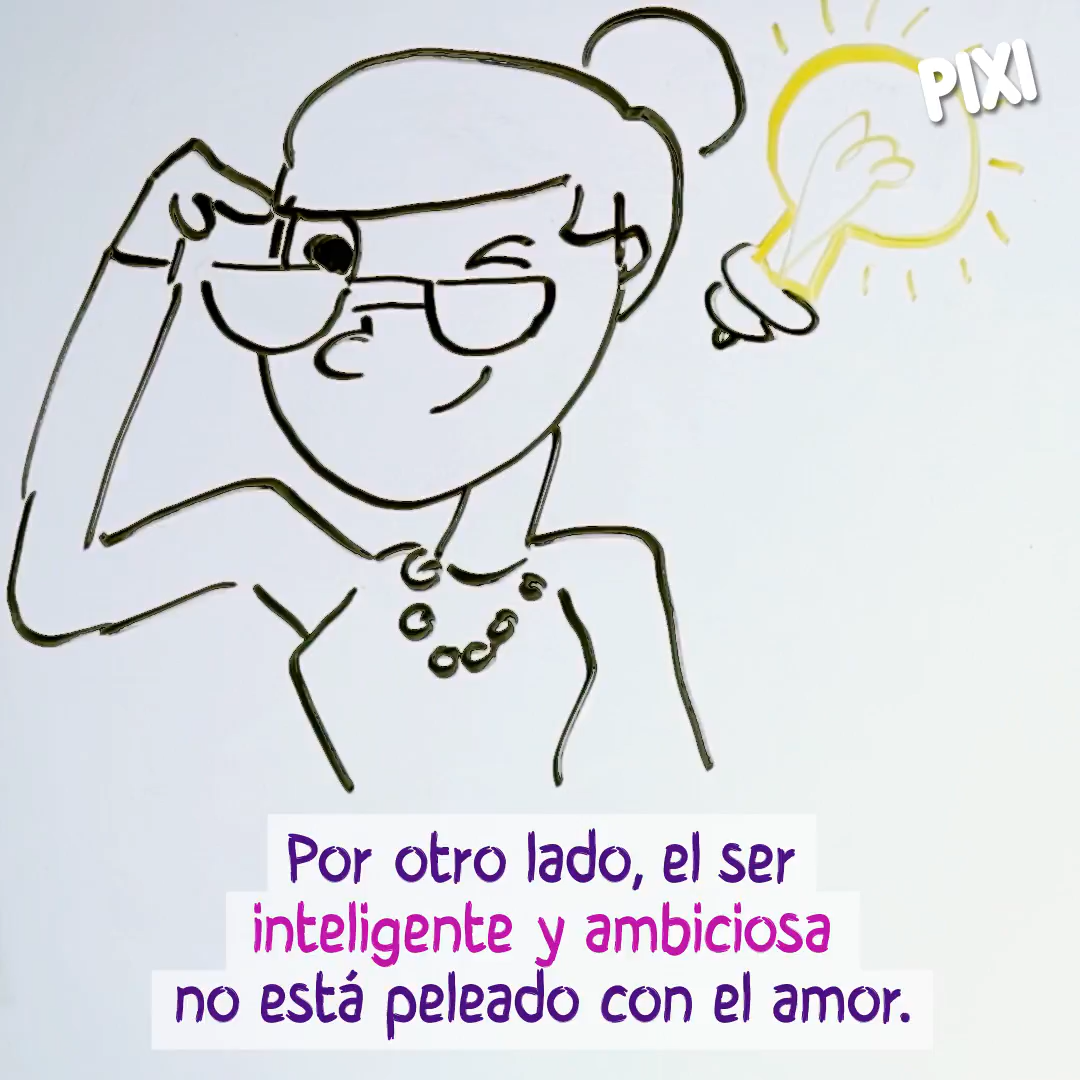 PIXI
Por otro lado, el ser
inteligente y ambiciosa
no está peleado con el amor.